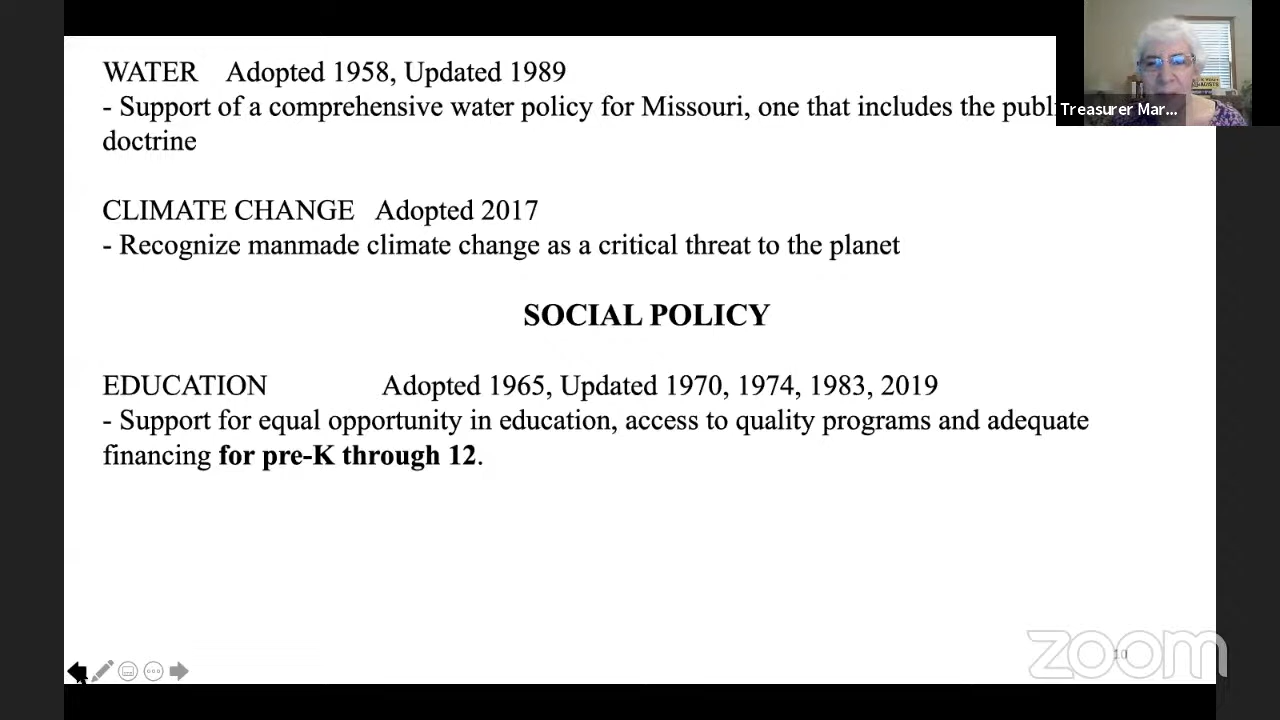 WATER Adopted 1958, Updated 1989
- Support of a comprehensive water policy for Missouri, one that includes the publi
doctrine
Treasurer Mar...
CLIMATE CHANGE Adopted 2017
- Recognize manmade climate change as a critical threat to the planet
SOCIAL POLICY
EDUCATION Adopted 1965, Updated 1970, 1974, 1983, 2019
- Support for equal opportunity in education, access to quality programs and adequate
financing for pre-K through 12.
zoom
10